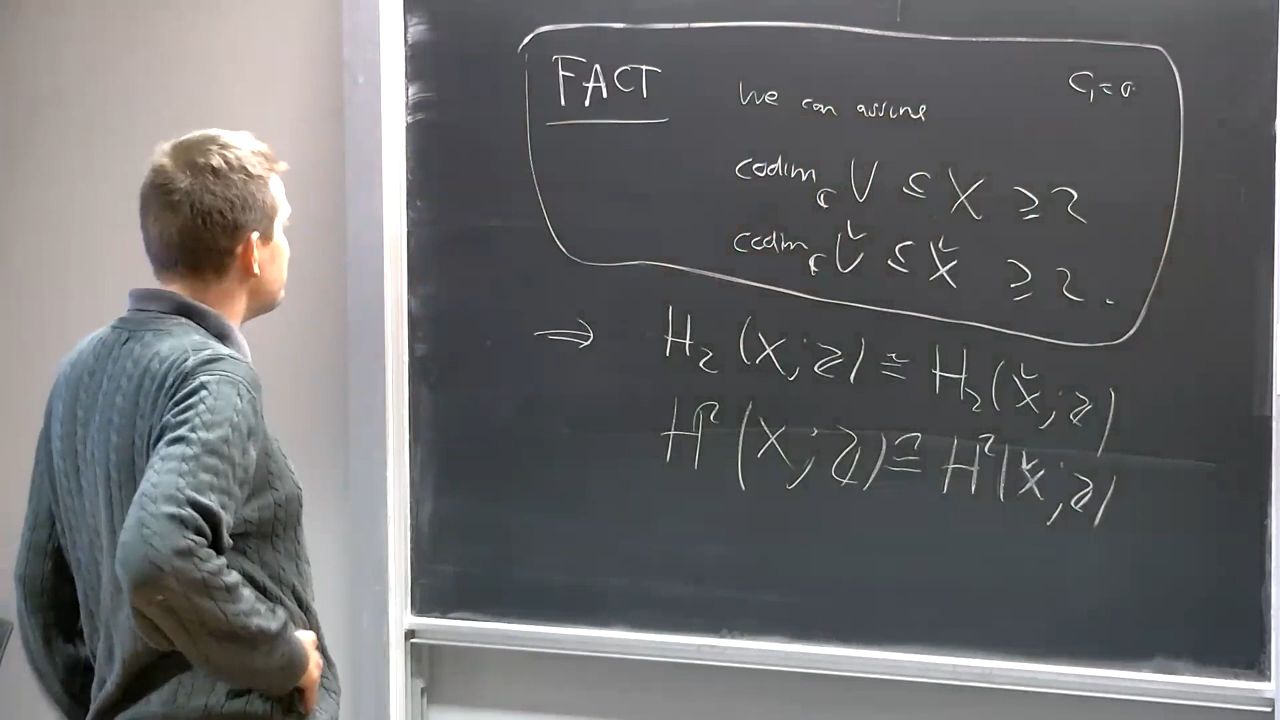 FACT We can assume C₁=0
codim_C V ⊆ X ≥ 2
codim_C V̌ ⊆ X̌ ≥ 2.
⇒ H₂(X;Z) ≅ H₂(X̌;Z)
H²(X;Z) ≅ H²(X̌;Z)